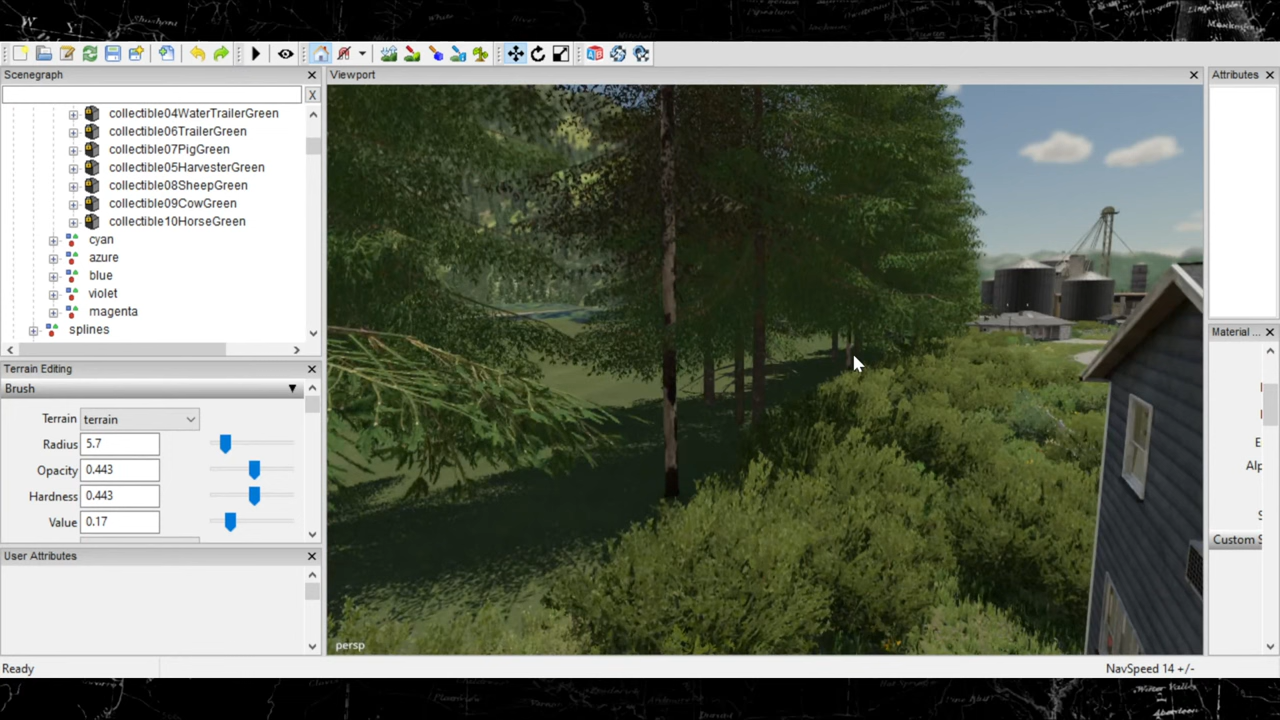 Scenegraph
X
collectible04WaterTrailerGreen
collectible06TrailerGreen
collectible07PigGreen
collectible05HarvesterGreen
collectible08SheepGreen
collectible09CowGreen
collectible10HorseGreen
cyan
azure
blue
violet
magenta
splines
Terrain Editing
Brush
Terrain terrain
Radius 5.7
Opacity 0.443
Hardness 0.443
Value 0.17
User Attributes
Ready
Viewport
persp
Attributes
Material ...
E
Alp
S
Custom S
NavSpeed 14 +/-